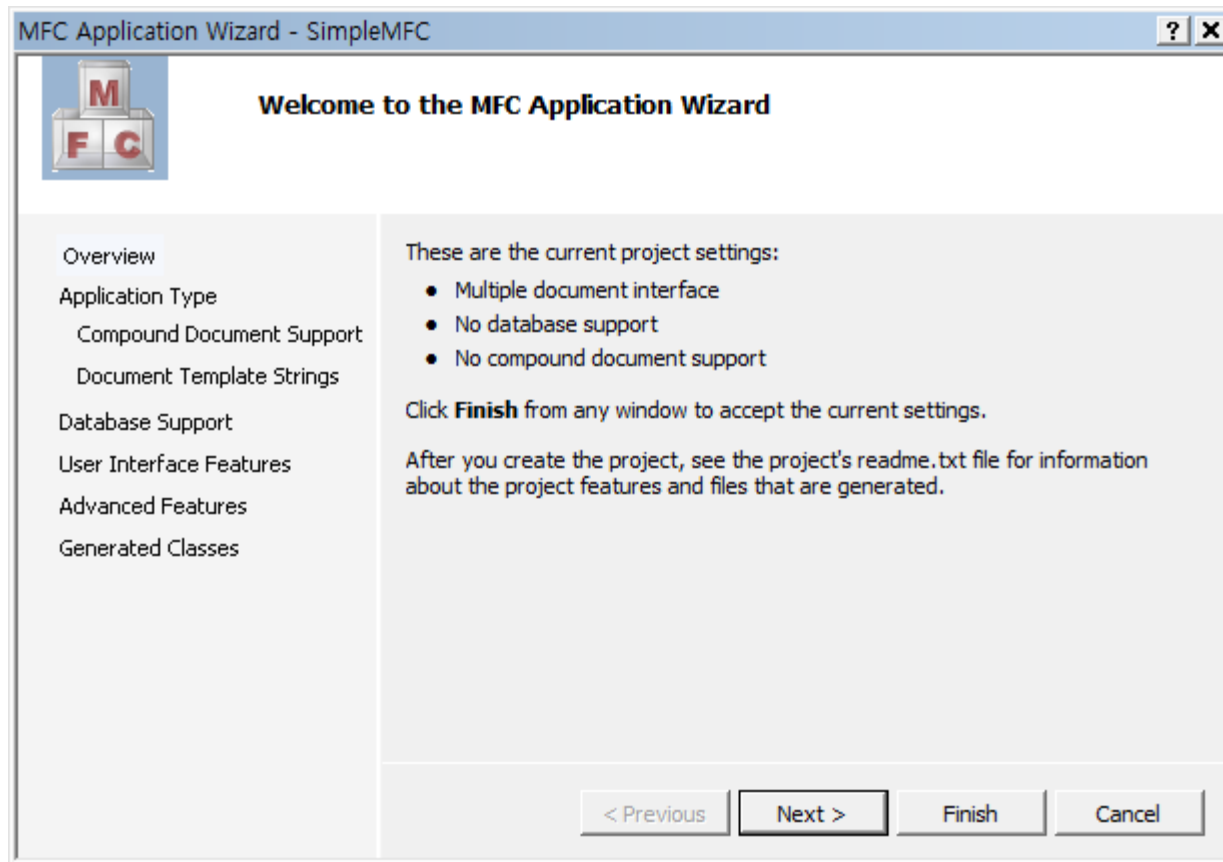 MFC Application Wizard - SimpleMFC
? X
M
F C
Welcome to the MFC Application Wizard
Overview
Application Type
Compound Document Support
Document Template Strings
Database Support
User Interface Features
Advanced Features
Generated Classes
These are the current project settings:
● Multiple document interface
● No database support
● No compound document support
Click Finish from any window to accept the current settings.
After you create the project, see the project's readme.txt file for information
about the project features and files that are generated.
< Previous Next > Finish Cancel